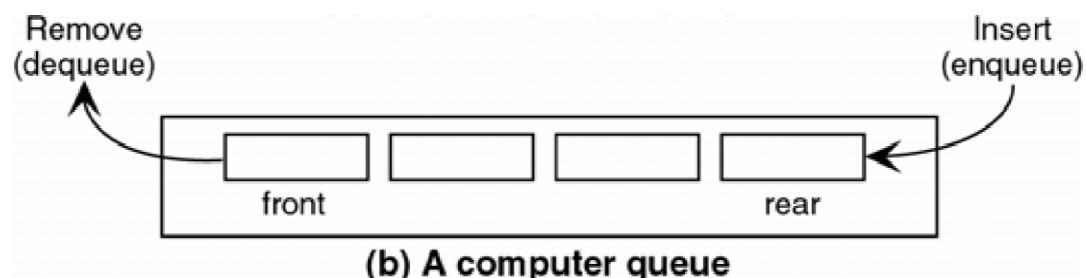 Remove
(dequeue)
Insert
(enqueue)
front
rear
(b) A computer queue